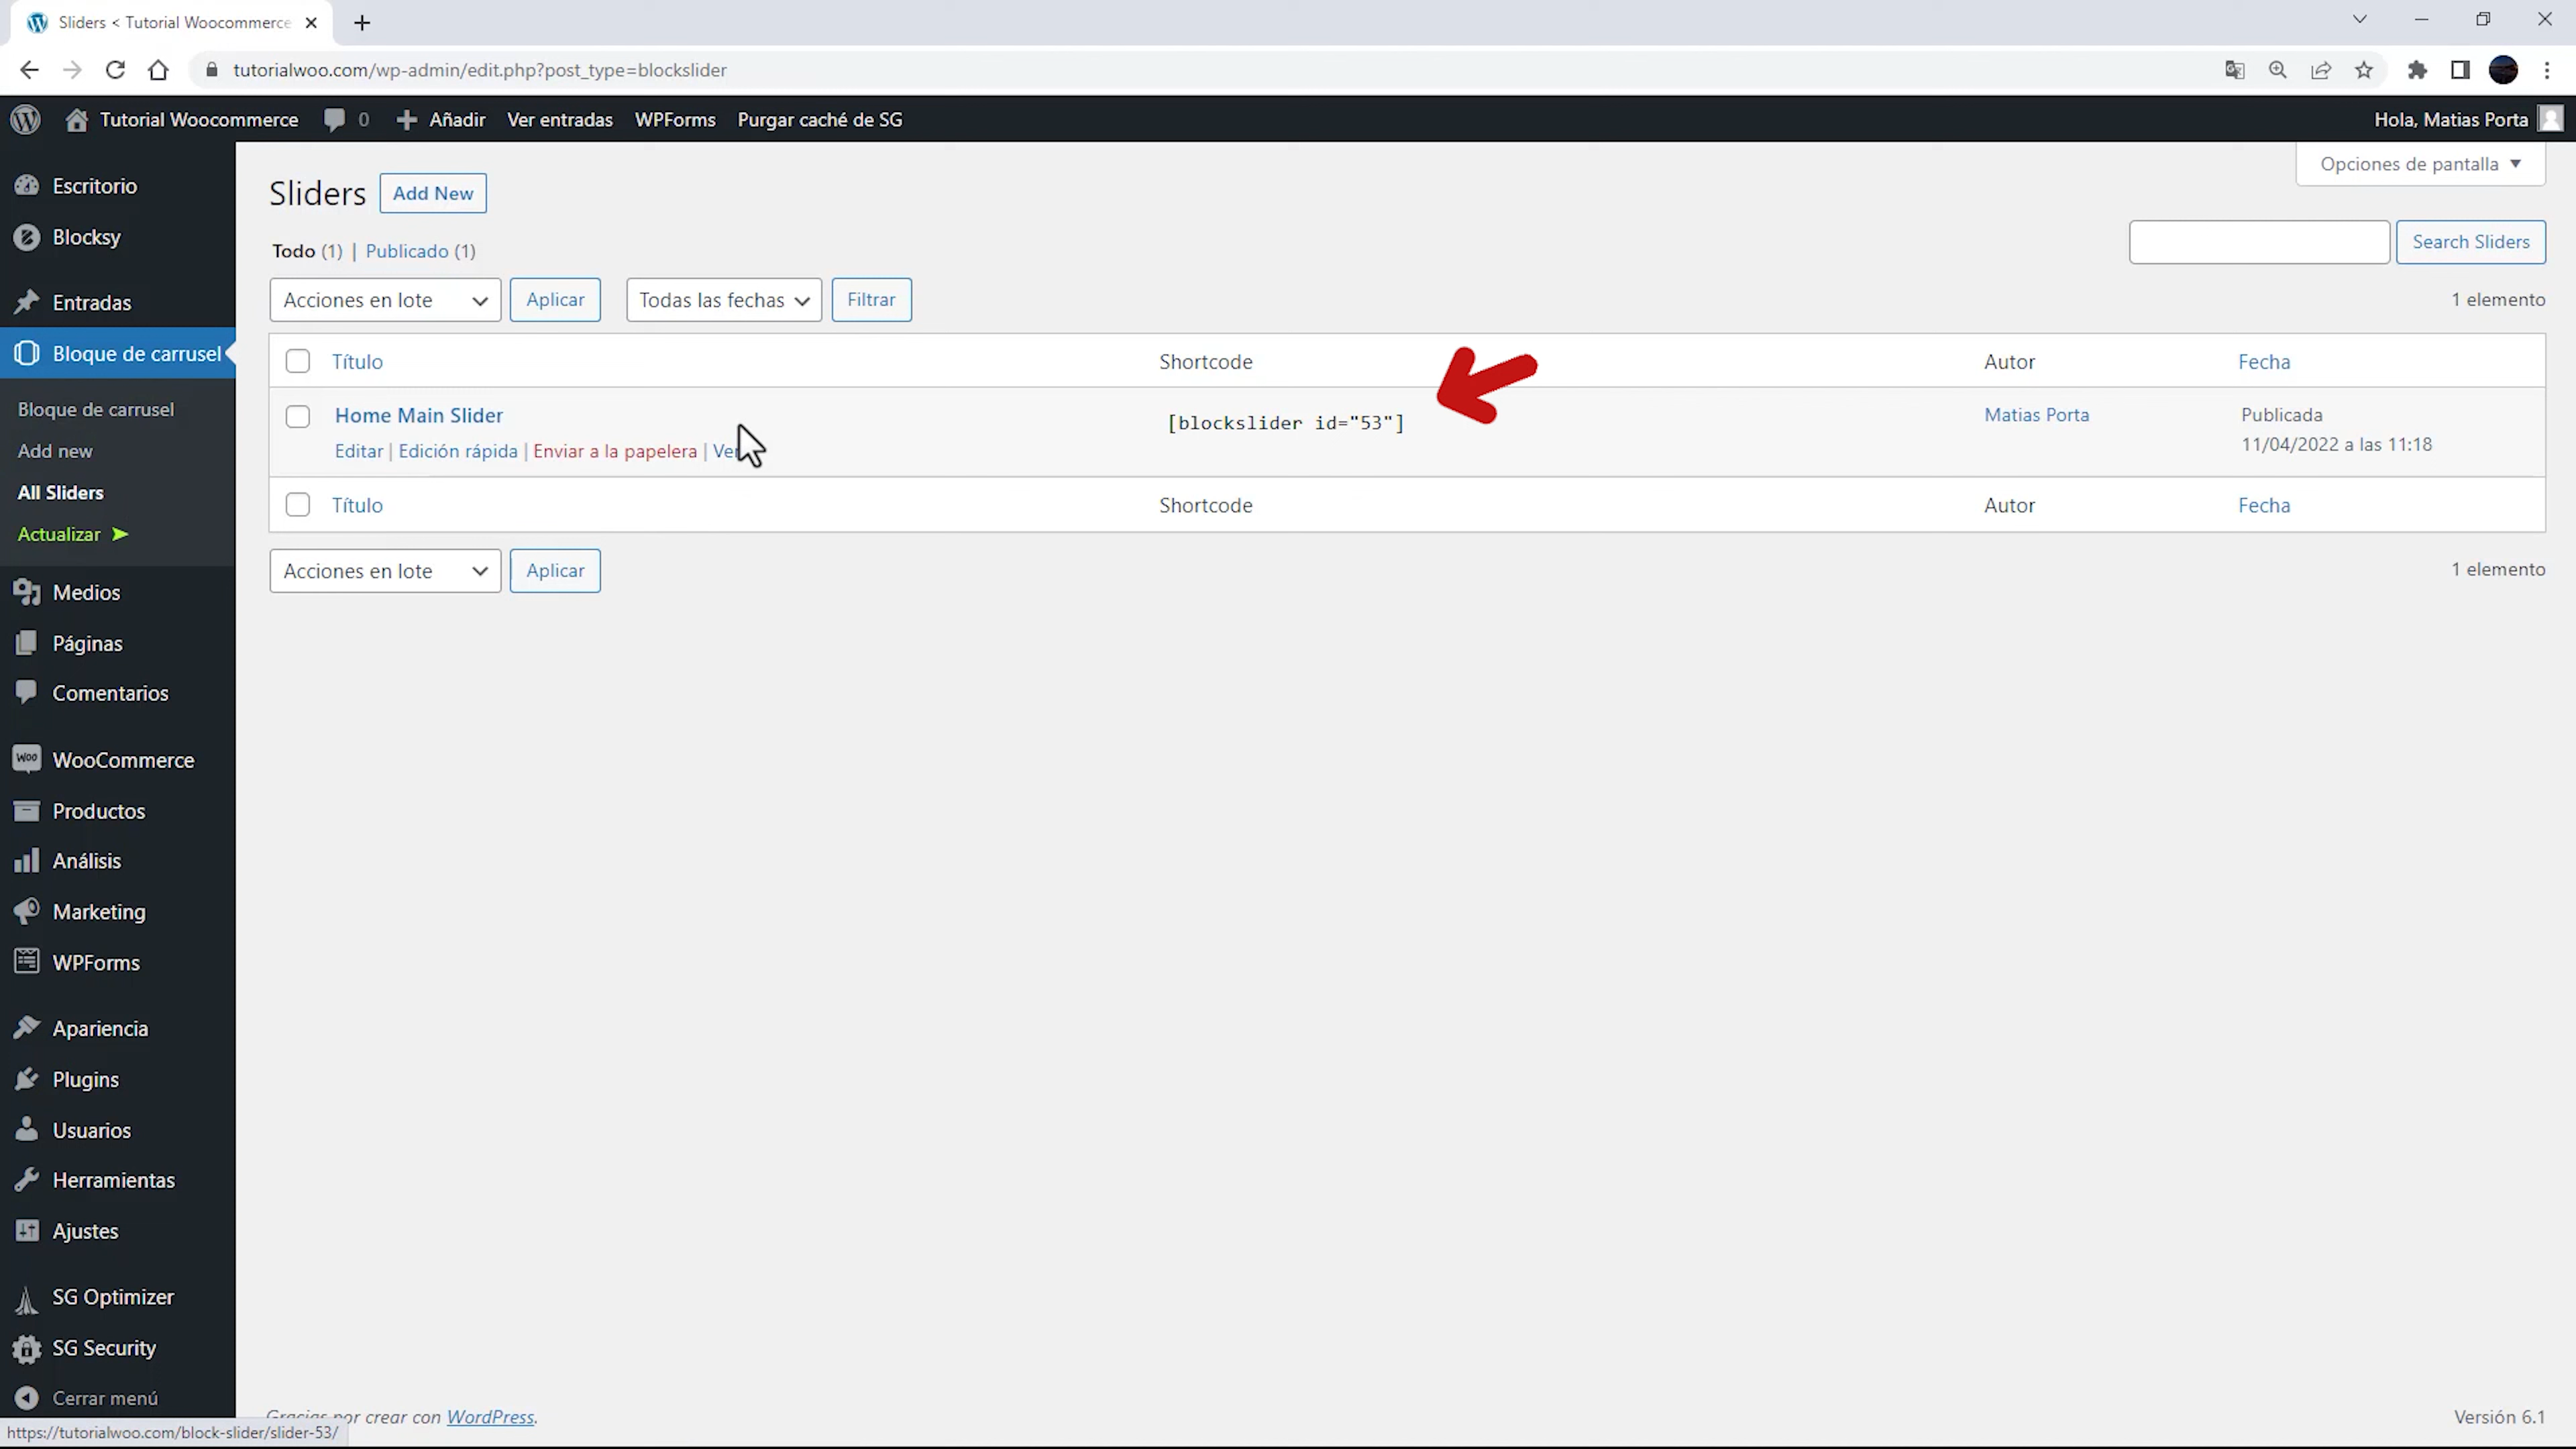 Sliders < Tutorial Woocommerce
tutorialwoo.com/wp-admin/edit.php?post_type=blockslider
Tutorial Woocommerce 0 Añadir Ver entradas WPForms Purgar caché de SG Hola, Matias Porta
Opciones de pantalla
Escritorio
Blocksy
Entradas
Bloque de carrusel
Bloque de carrusel
Add new
All Sliders
Actualizar
Medios
Páginas
Comentarios
WooCommerce
Productos
Análisis
Marketing
WPForms
Apariencia
Plugins
Usuarios
Herramientas
Ajustes
SG Optimizer
SG Security
Cerrar menú
Sliders Add New
Todo (1) | Publicado (1)
Search Sliders
Acciones en lote Aplicar Todas las fechas Filtrar 1 elemento
Título Shortcode Autor Fecha
Home Main Slider [blockslider id="53"] Matias Porta Publicada
Editar | Edición rápida | Enviar a la papelera | Ver 11/04/2022 a las 11:18
Título Shortcode Autor Fecha
Acciones en lote Aplicar 1 elemento
Gracias por crear con WordPress. Versión 6.1
https://tutorialwoo.com/block-slider/slider-53/